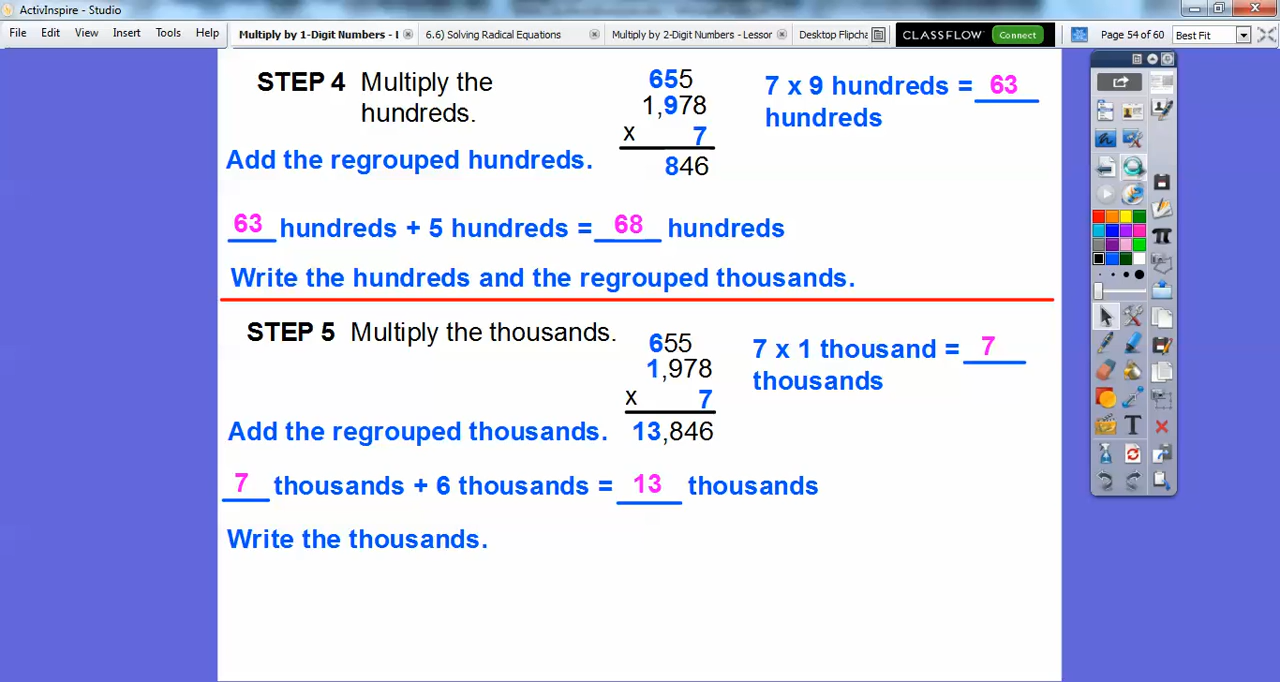 ActivInspire - Studio
File Edit View Insert Tools Help
Multiply by 1-Digit Numbers - I 6.6) Solving Radical Equations Multiply by 2-Digit Numbers - Lessor Desktop Flipcha CLASSFLOW Connect Page 54 of 60 Best Fit
STEP 4 Multiply the
hundreds.
655
1,978
x 7
846
7 x 9 hundreds = 63
hundreds
Add the regrouped hundreds.
63 hundreds + 5 hundreds = 68 hundreds
Write the hundreds and the regrouped thousands.
STEP 5 Multiply the thousands.
655
1,978
x 7
13,846
7 x 1 thousand = 7
thousands
Add the regrouped thousands.
7 thousands + 6 thousands = 13 thousands
Write the thousands.